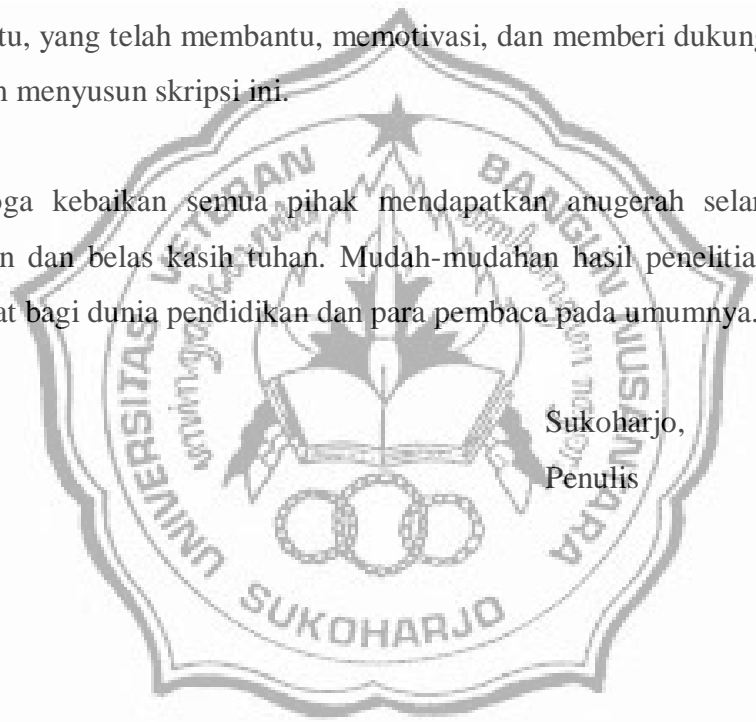 tu, yang telah membantu, memotivasi, dan memberi dukung
n menyusun skripsi ini.
oga kebaikan semua pihak mendapatkan anugerah selar
n dan belas kasih tuhan. Mudah-mudahan hasil penelitia
at bagi dunia pendidikan dan para pembaca pada umumnya.
Sukoharjo,
Penulis
UNIVERSITAS VETERAN BANGUN NUSANTARA
SUKOHARJO